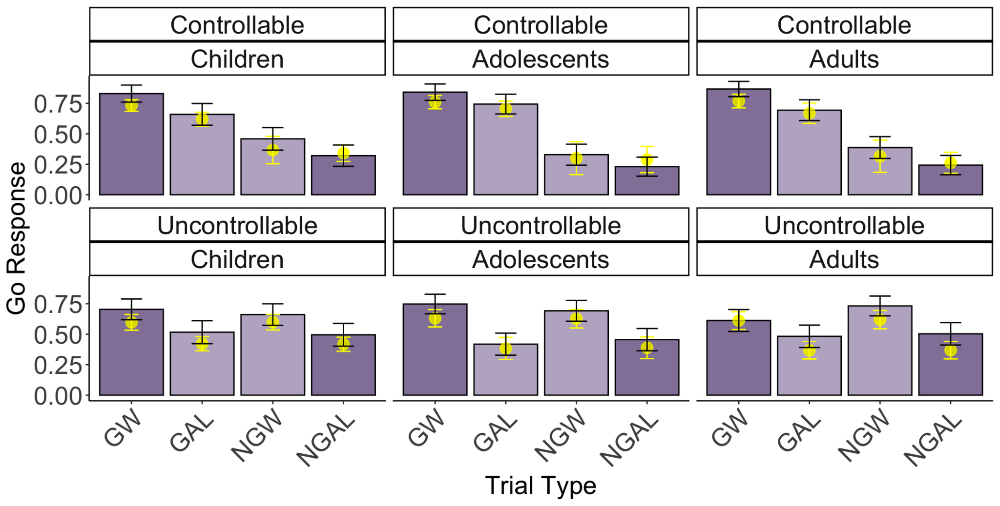 Controllable Controllable Controllable
Children Adolescents Adults
0.75
0.50
0.25
0.00
Go Response
Uncontrollable Uncontrollable Uncontrollable
Children Adolescents Adults
0.75
0.50
0.25
0.00
GW GAL NGW NGAL GW GAL NGW NGAL GW GAL NGW NGAL
Trial Type